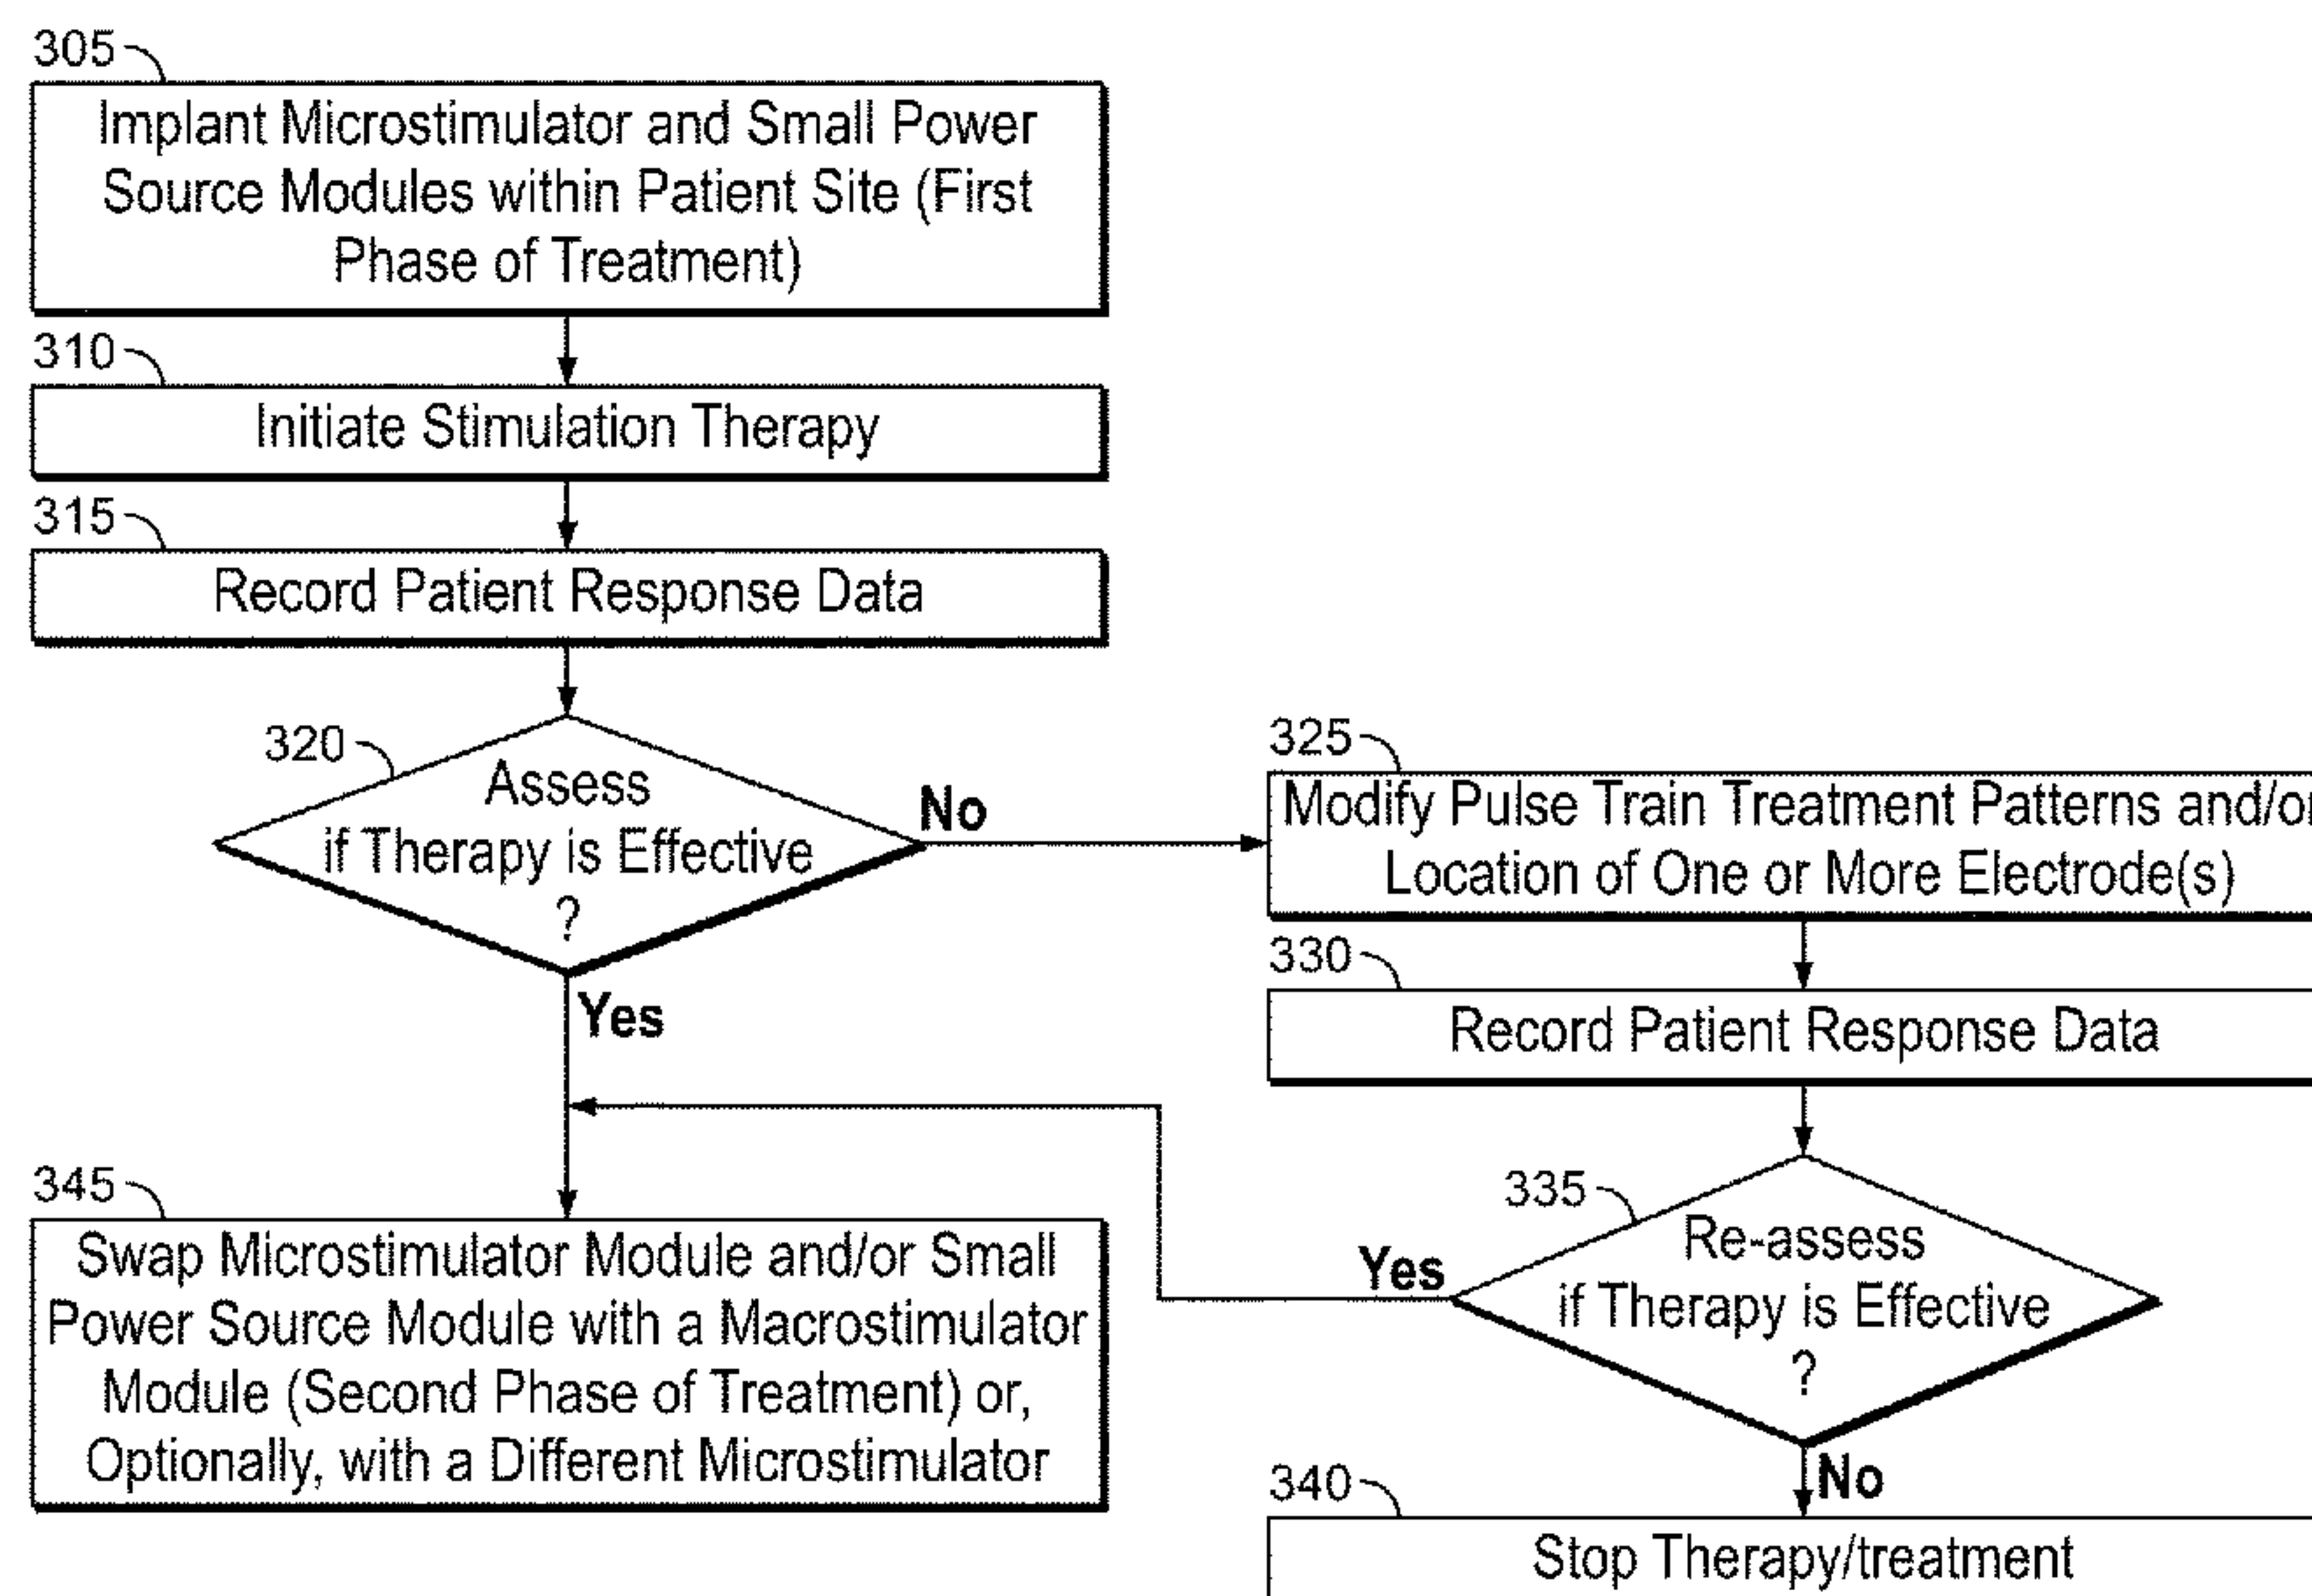 305
Implant Microstimulator and Small Power
Source Modules within Patient Site (First
Phase of Treatment)
310
Initiate Stimulation Therapy
315
Record Patient Response Data
320
Assess
if Therapy is Effective
?
No
Yes
325
Modify Pulse Train Treatment Patterns and/or
Location of One or More Electrode(s)
330
Record Patient Response Data
335
Re-assess
if Therapy is Effective
?
Yes
No
340
Stop Therapy/treatment
345
Swap Microstimulator Module and/or Small
Power Source Module with a Macrostimulator
Module (Second Phase of Treatment) or,
Optionally, with a Different Microstimulator